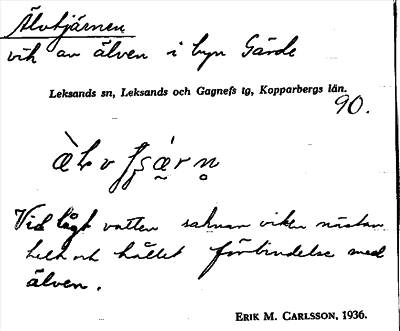 Älvtjärnen
vik av älven i byn Gärde
Leksands sn, Leksands och Gagnefs tg, Kopparbergs län.
90.
Vid lågt vatten saknar viken nästan
helt och hållet förbindelse med
älven.
ERIK M. CARLSSON, 1936.